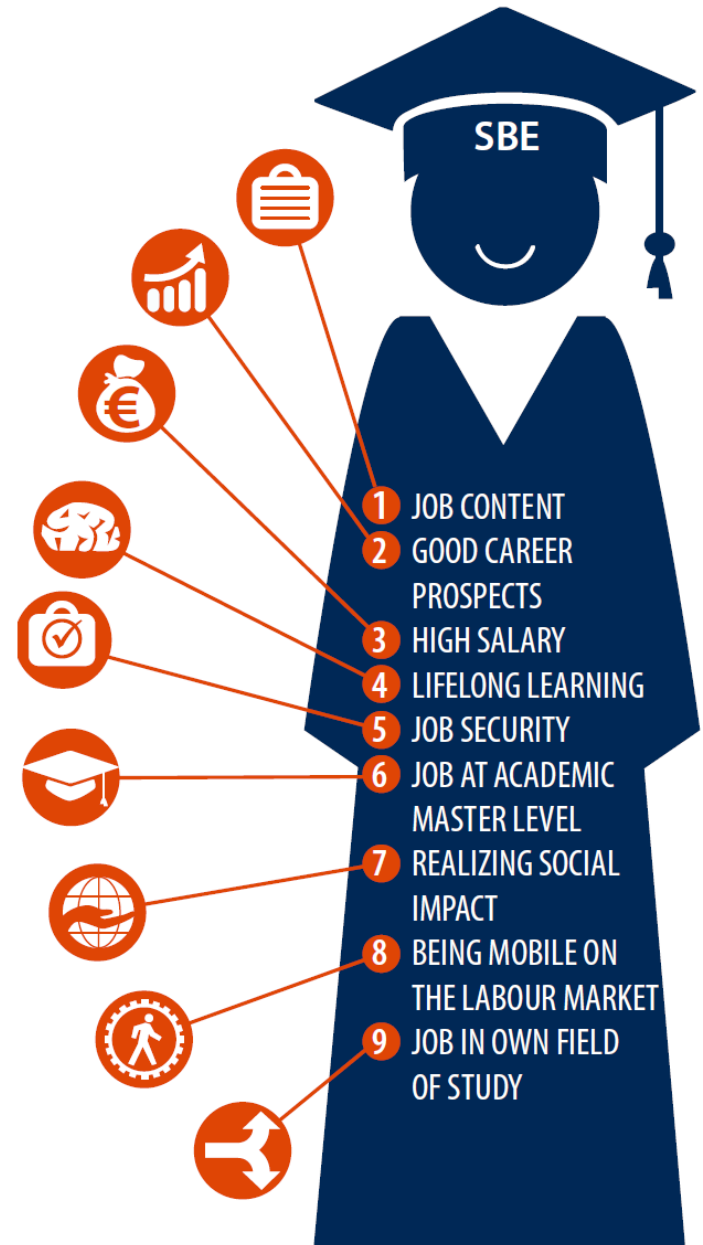 SBE
1 JOB CONTENT
2 GOOD CAREER
PROSPECTS
€
3 HIGH SALARY
4 LIFELONG LEARNING
5 JOB SECURITY
6 JOB AT ACADEMIC
MASTER LEVEL
7 REALIZING SOCIAL
IMPACT
8 BEING MOBILE ON
THE LABOUR MARKET
9 JOB IN OWN FIELD
OF STUDY